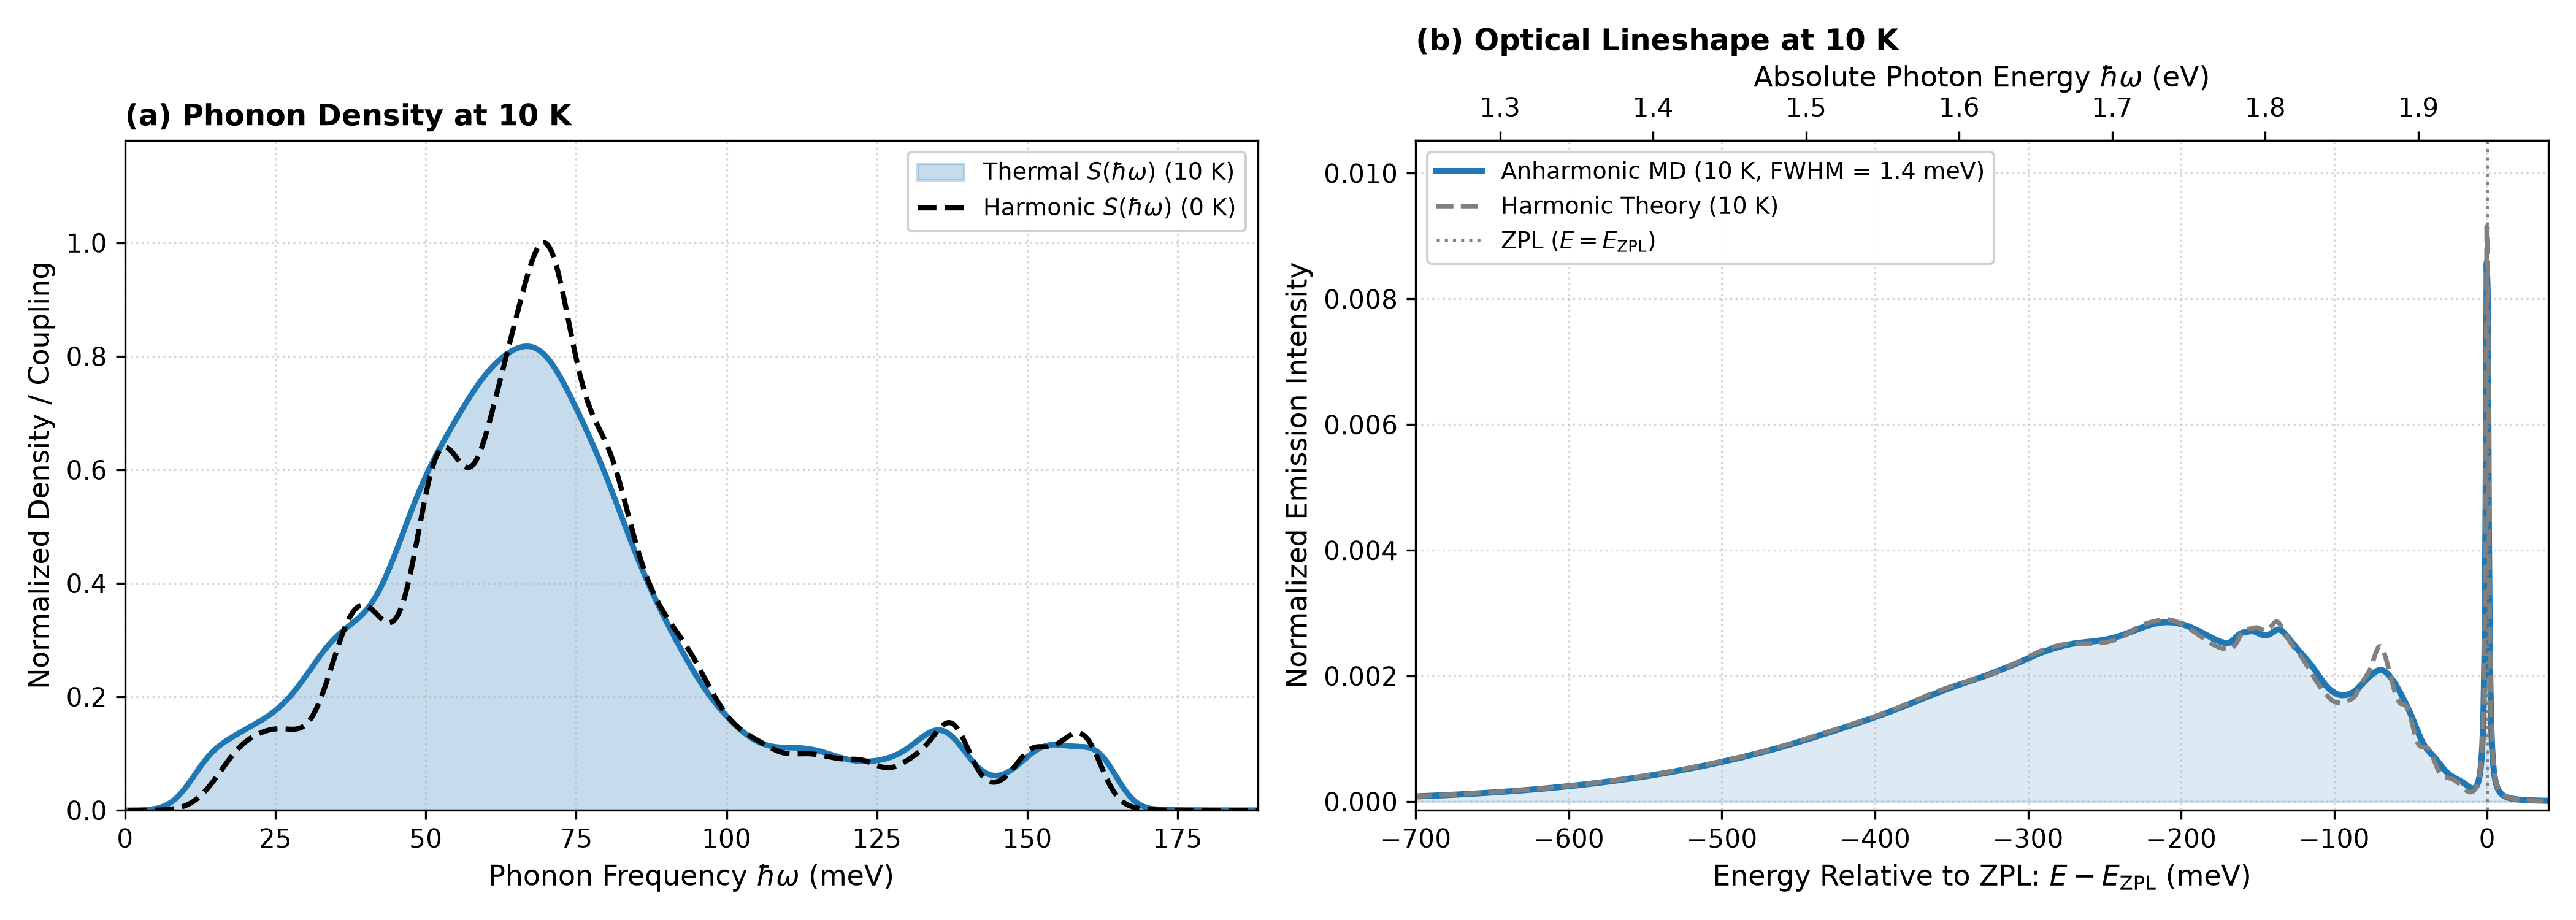 (a) Phonon Density at 10 K
Normalized Density / Coupling
1.0
0.8
0.6
0.4
0.2
0.0
Thermal S(ℏω) (10 K)
Harmonic S(ℏω) (0 K)
0 25 50 75 100 125 150 175
Phonon Frequency ℏω (meV)
(b) Optical Lineshape at 10 K
Absolute Photon Energy ℏω (eV)
1.3 1.4 1.5 1.6 1.7 1.8 1.9
Normalized Emission Intensity
0.010
0.008
0.006
0.004
0.002
0.000
Anharmonic MD (10 K, FWHM = 1.4 meV)
Harmonic Theory (10 K)
ZPL (E = E_ZPL)
−700 −600 −500 −400 −300 −200 −100 0
Energy Relative to ZPL: E − E_ZPL (meV)